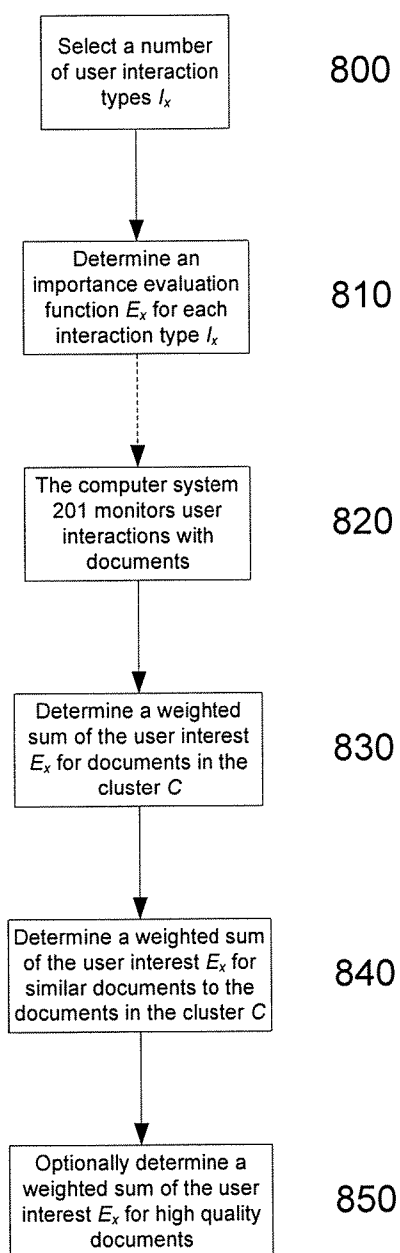 Select a number
of user interaction
types Ix
800
Determine an
importance evaluation
function Ex for each
interaction type Ix
810
The computer system
201 monitors user
interactions with
documents
820
Determine a weighted
sum of the user interest
Ex for documents in the
cluster C
830
Determine a weighted sum
of the user interest Ex for
similar documents to the
documents in the cluster C
840
Optionally determine a
weighted sum of the user
interest Ex for high quality
documents
850